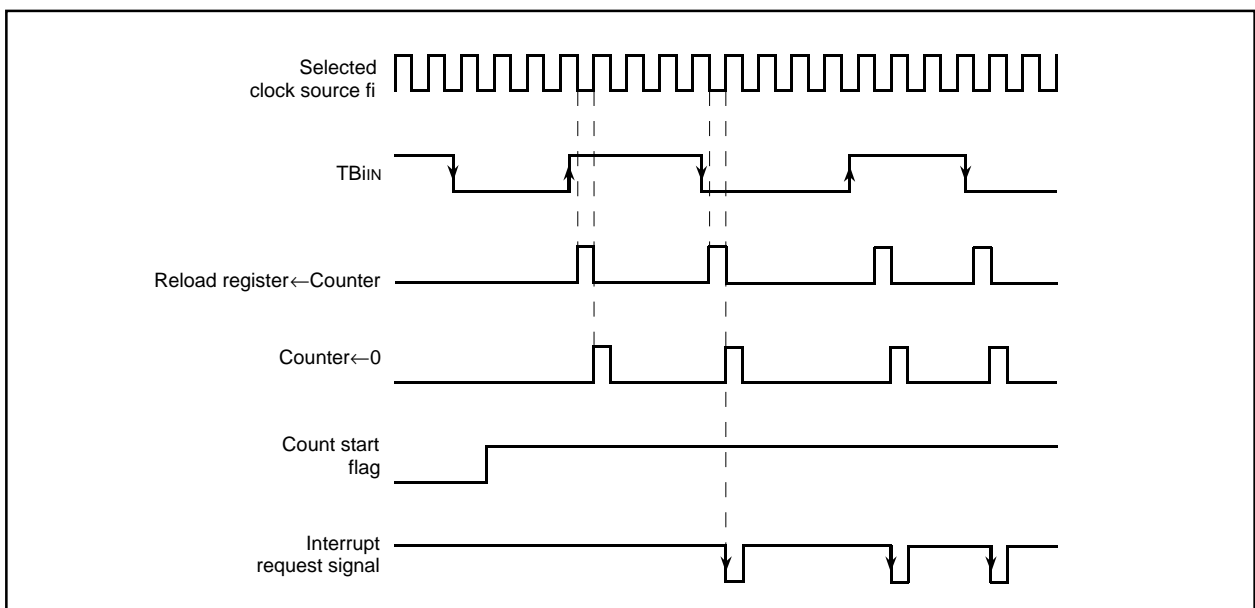 Selected
clock source fi
TBiIN
Reload register←Counter
Counter←0
Count start
flag
Interrupt
request signal